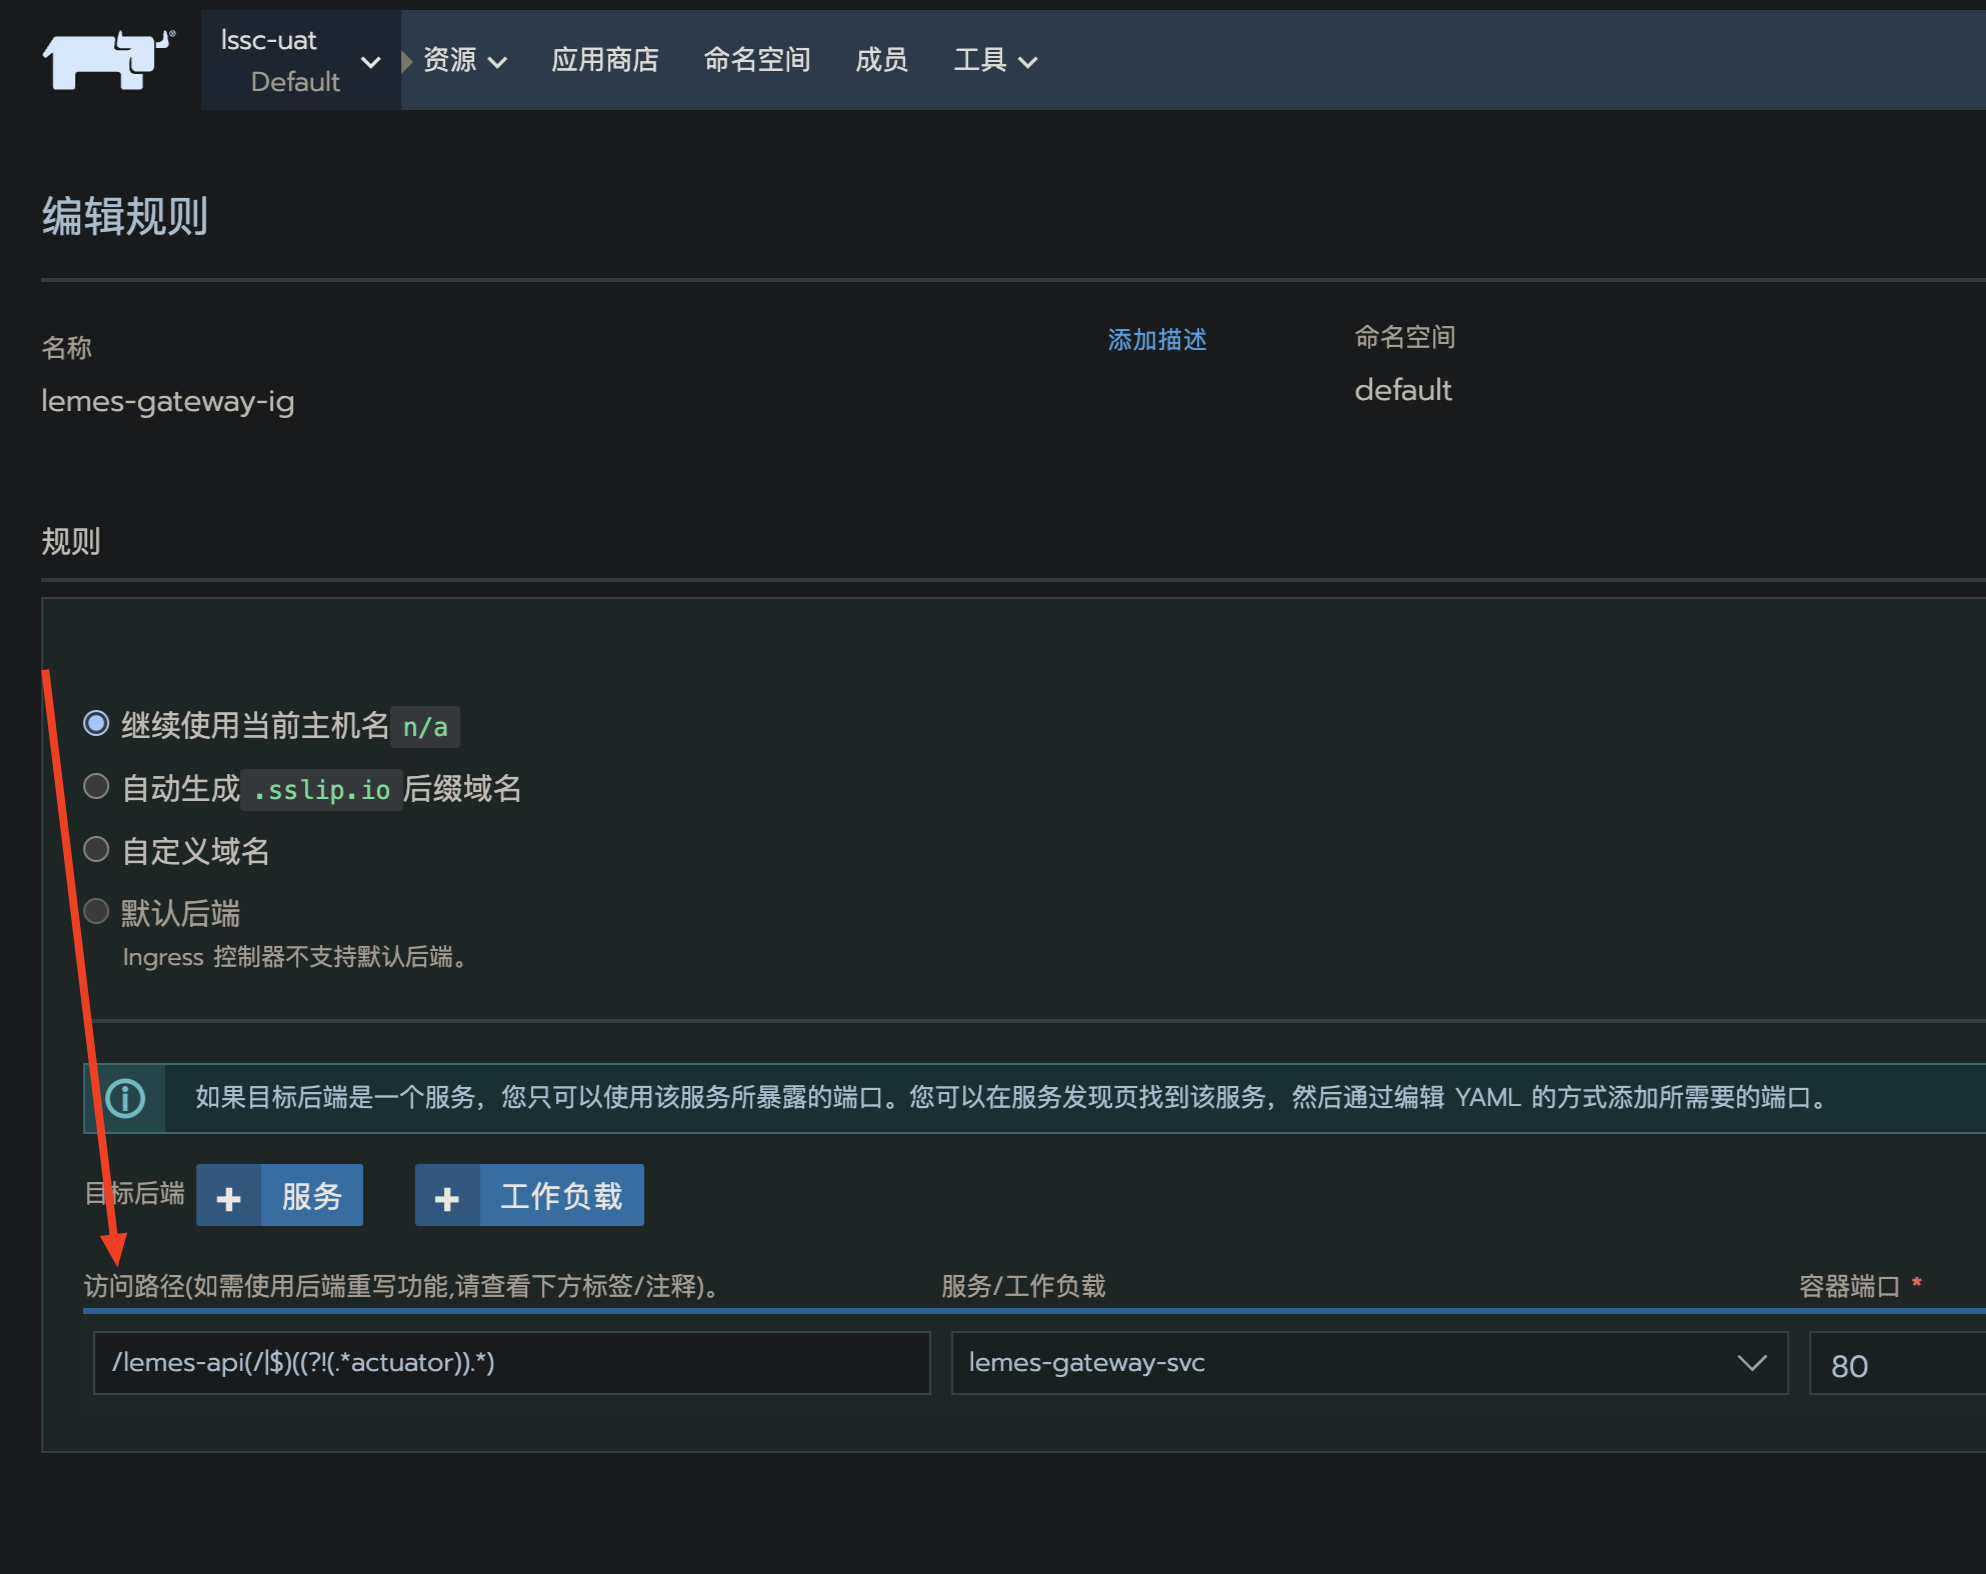 lssc-uat
Default
资源
应用商店
命名空间
成员
工具
编辑规则
名称
添加描述
命名空间
lemes-gateway-ig
default
规则
继续使用当前主机名 n/a
自动生成 .sslip.io 后缀域名
自定义域名
默认后端
Ingress 控制器不支持默认后端。
如果目标后端是一个服务，您只可以使用该服务所暴露的端口。您可以在服务发现页找到该服务，然后通过编辑 YAML 的方式添加所需要的端口。
目标后端
+ 服务
+ 工作负载
访问路径(如需使用后端重写功能,请查看下方标签/注释)。
服务/工作负载
容器端口 *
/lemes-api(/|$)((?!(.*actuator)).*)
lemes-gateway-svc
80